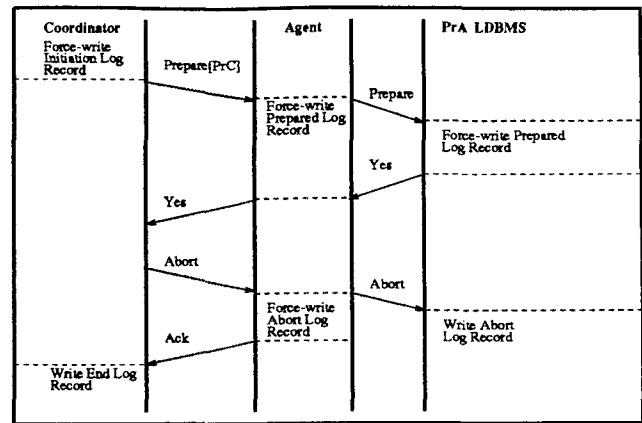 Coordinator
Agent
PrA LDBMS
Force-write
Initiation Log
Record
Prepare{PrC}
Force-write
Prepared Log
Record
Prepare
Force-write Prepared
Log Record
Yes
Yes
Abort
Force-write
Abort Log
Record
Abort
Write Abort
Log Record
Ack
Write End Log
Record